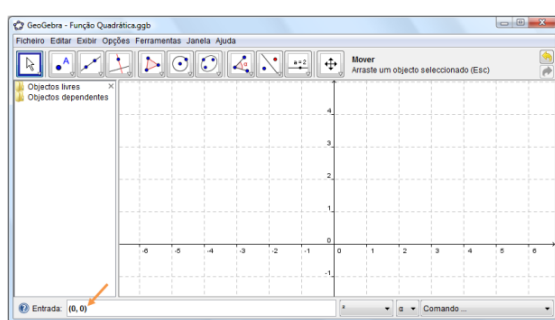 GeoGebra - Função Quadrática.ggb
Ficheiro Editar Exibir Opções Ferramentas Janela Ajuda
A
α
a=2
Mover
Arraste um objecto seleccionado (Esc)
Objectos livres
Objectos dependentes
4
3
2
1
0
-6 -5 -4 -3 -2 -1 0 1 2 3 4 5 6
-1
Entrada: (0, 0)
α Comando ...